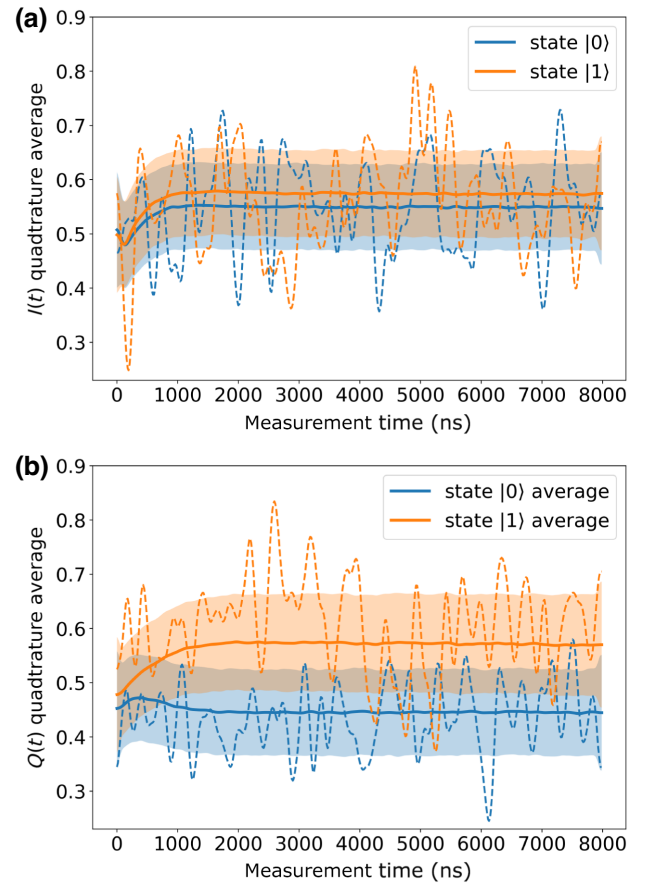 (a)
0.9
0.8
0.7
0.6
0.5
0.4
0.3
I(t) quadtrature average
state |0⟩
state |1⟩
0 1000 2000 3000 4000 5000 6000 7000 8000
Measurement time (ns)
(b)
0.9
0.8
0.7
0.6
0.5
0.4
0.3
Q(t) quadtrature average
state |0⟩ average
state |1⟩ average
0 1000 2000 3000 4000 5000 6000 7000 8000
Measurement time (ns)